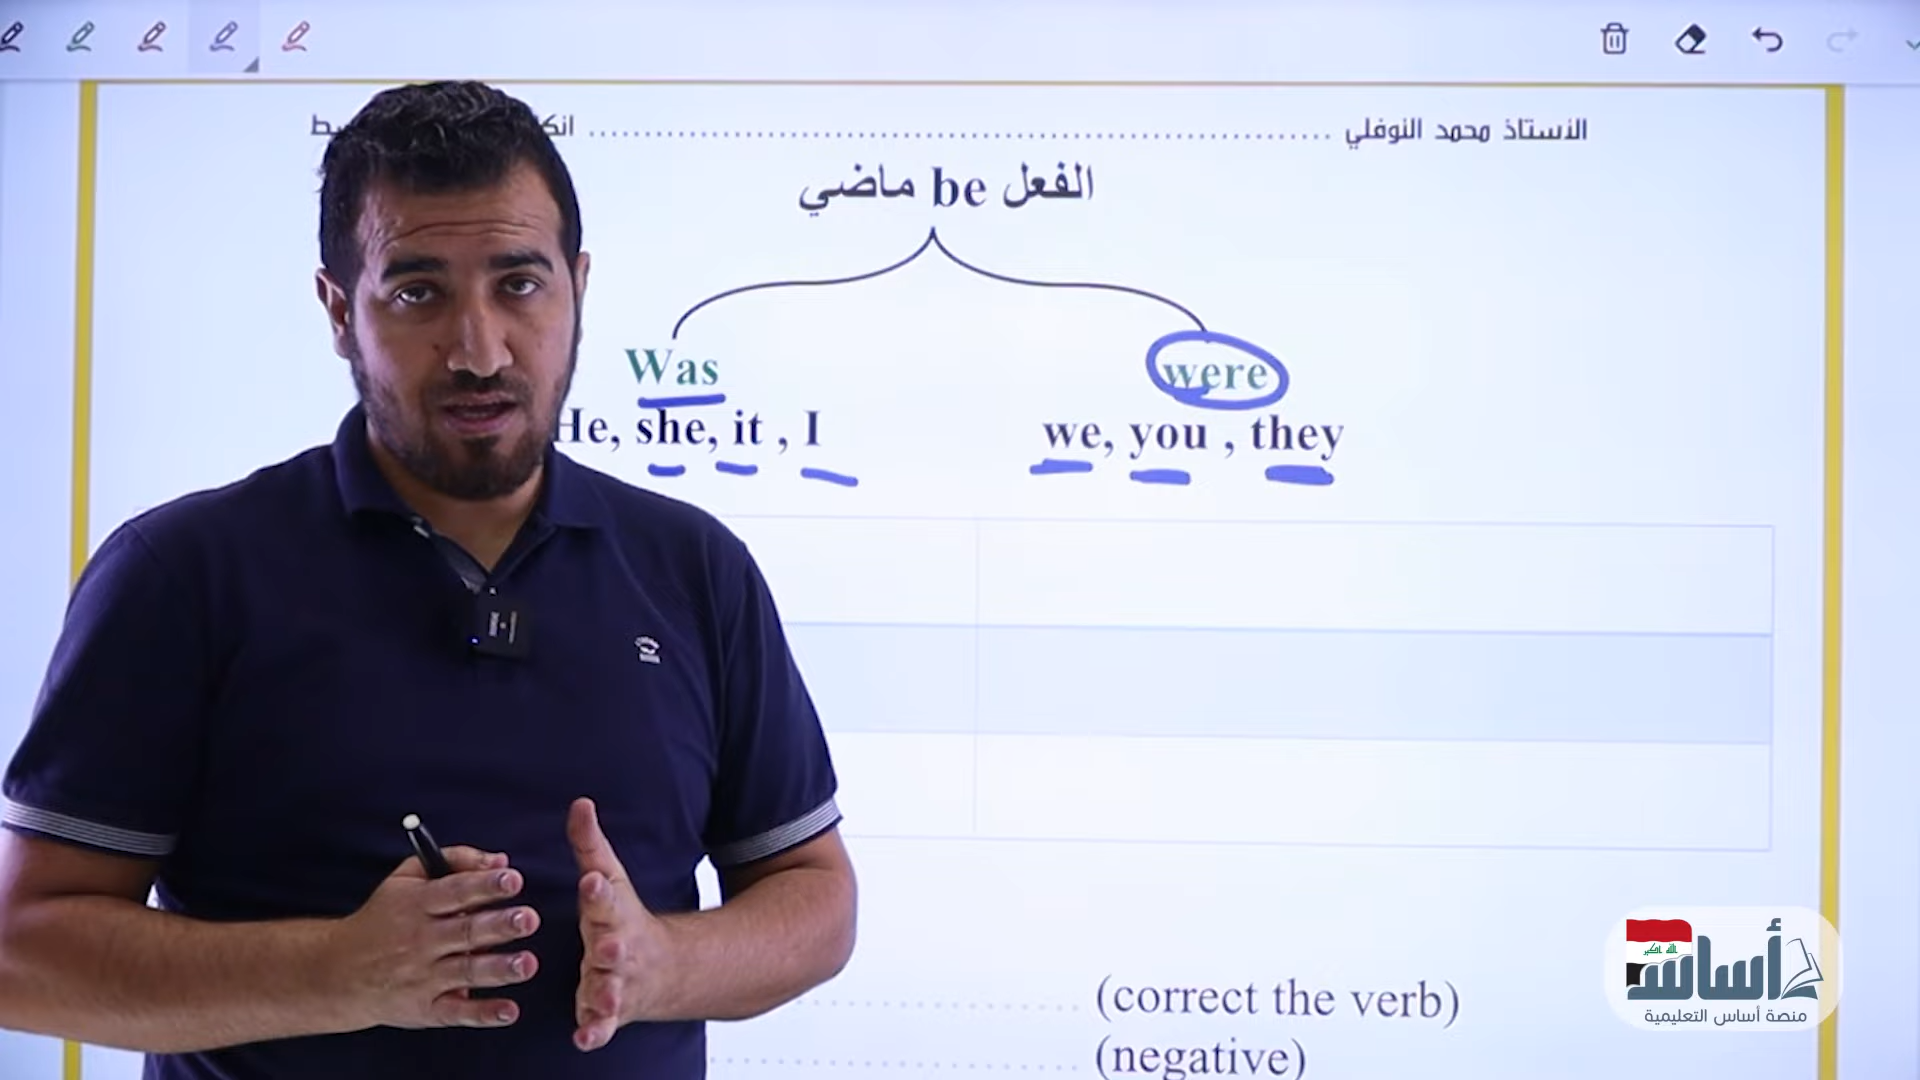 الأستاذ محمد النوفلي ........................................
الفعل be ماضي
Was were
He, she, it , I we, you , they
(correct the verb)
(negative)
أساس
منصة أساس التعليمية